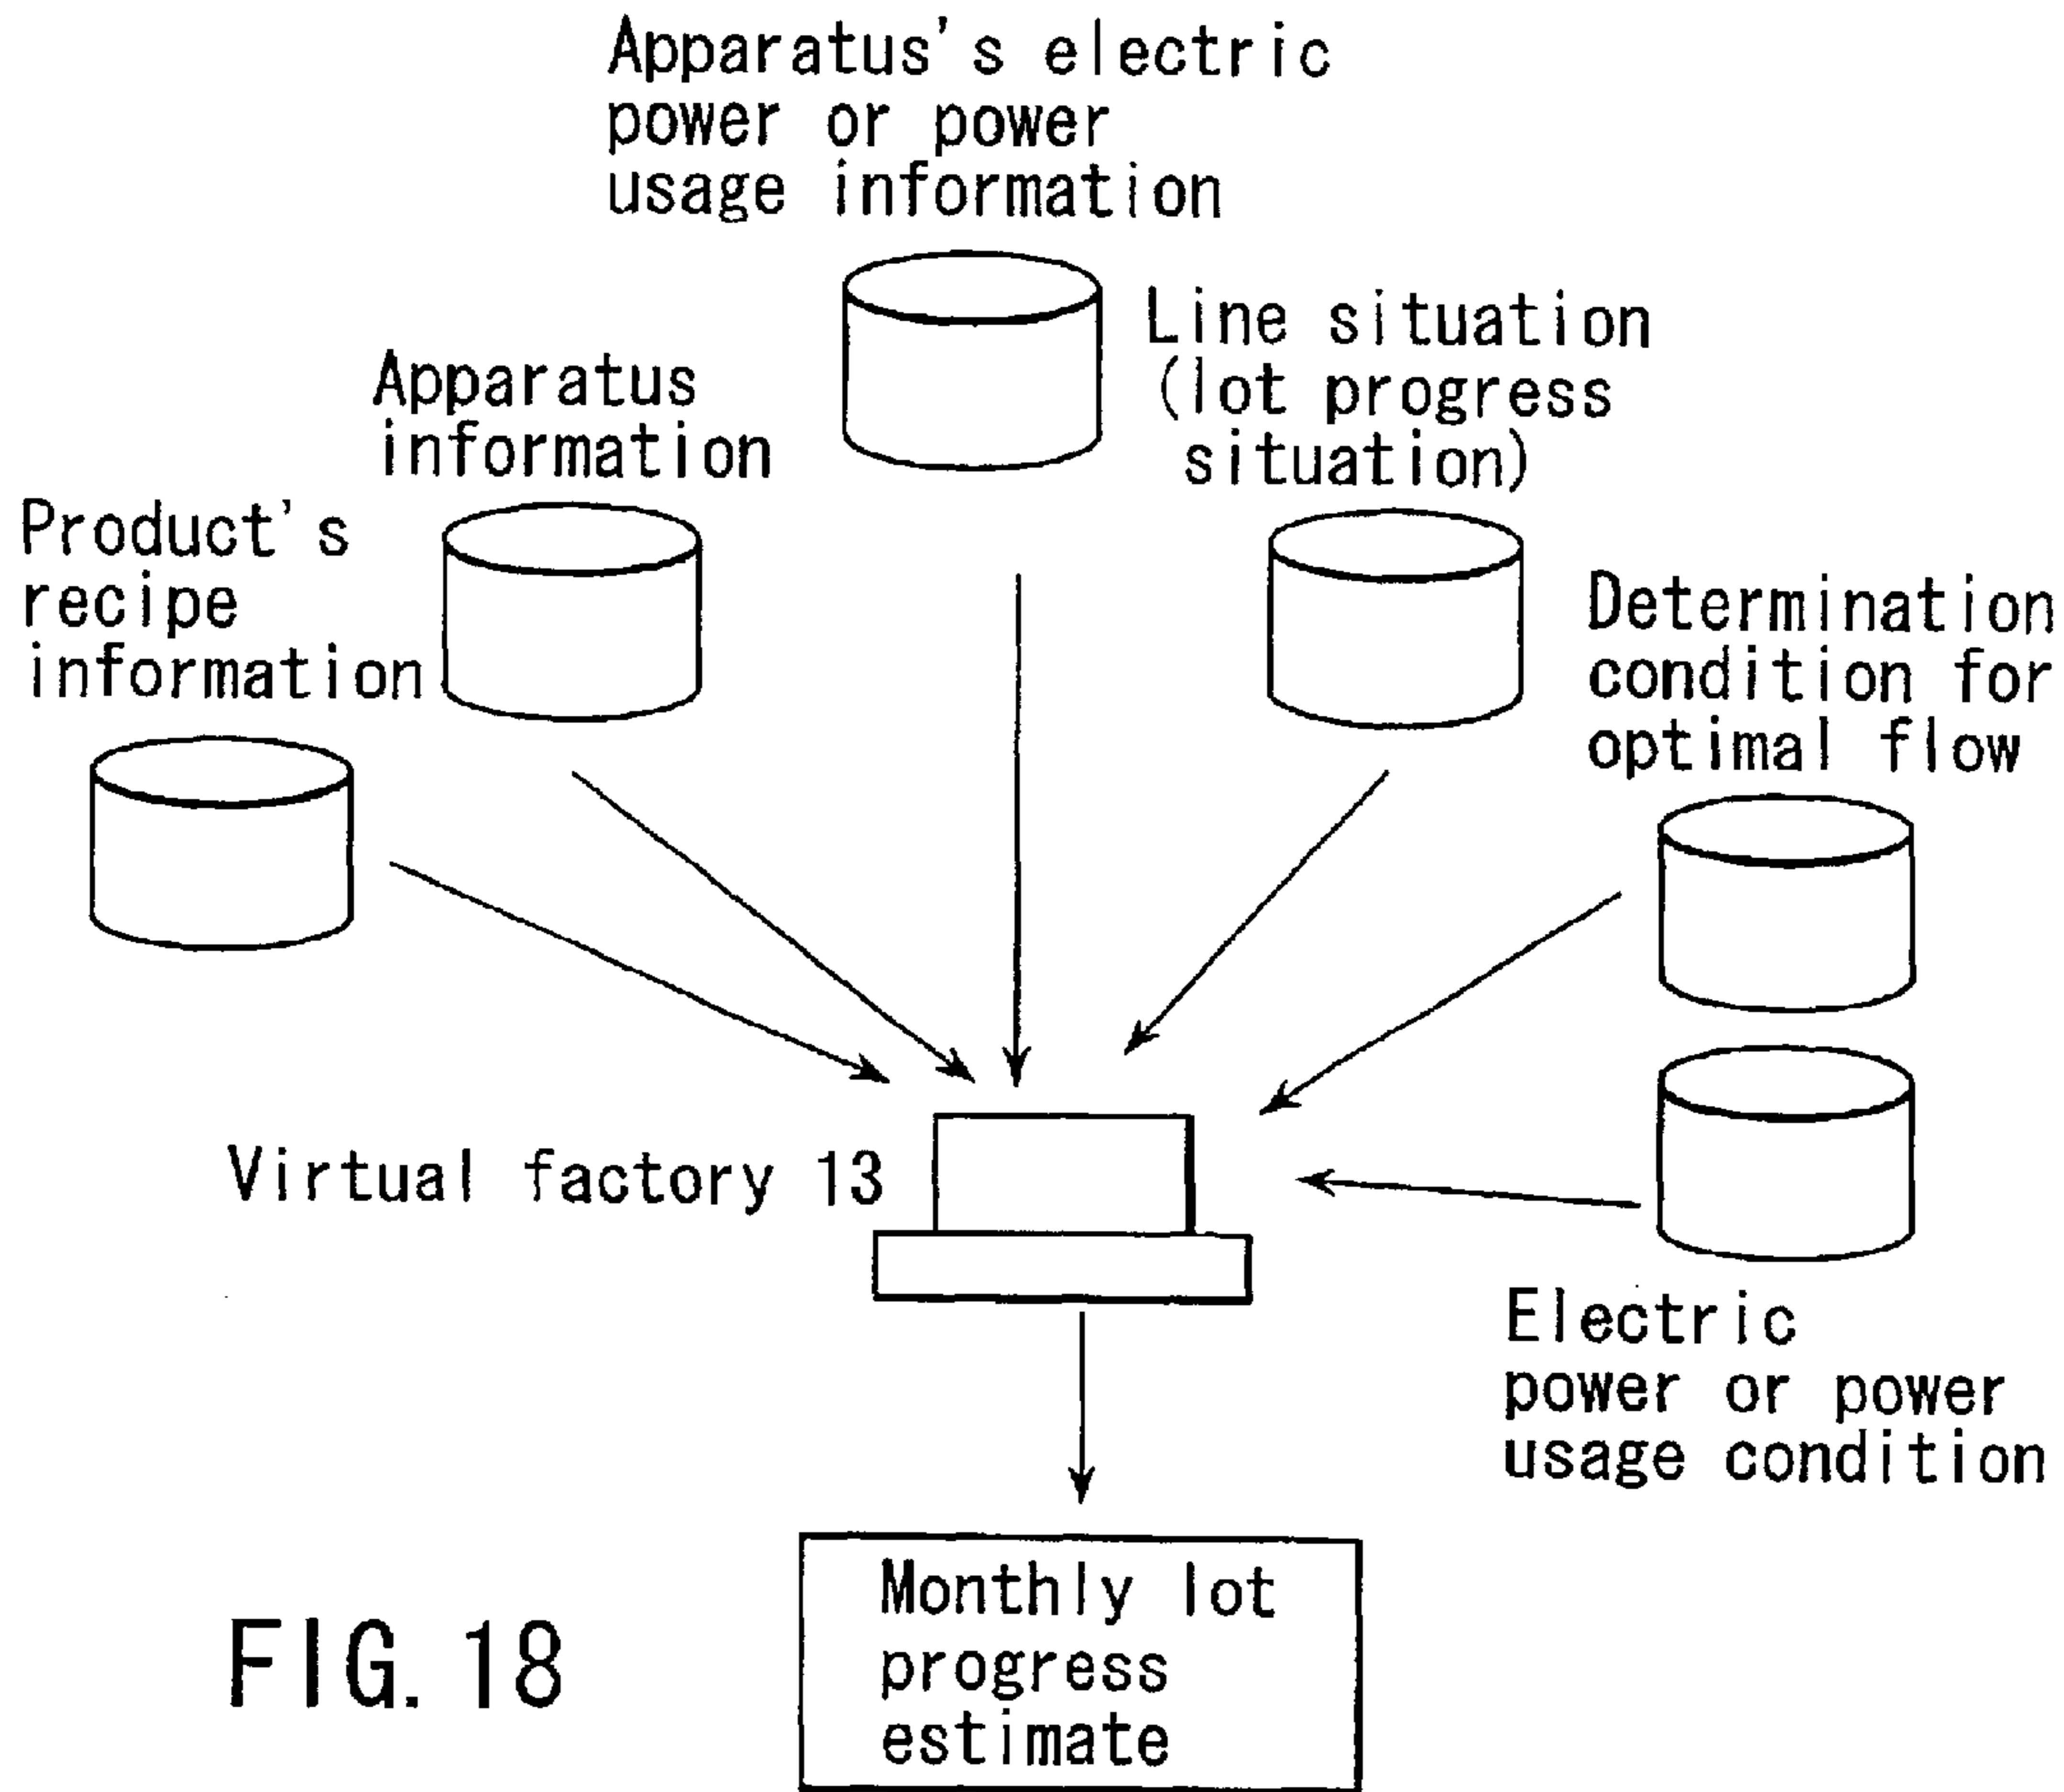 Apparatus's electric
power or power
usage information
Line situation
(lot progress
situation)
Apparatus
information
Product's
recipe
information
Determination
condition for
optimal flow
Virtual factory 13
Electric
power or power
usage condition
Monthly lot
progress
estimate
FIG. 18